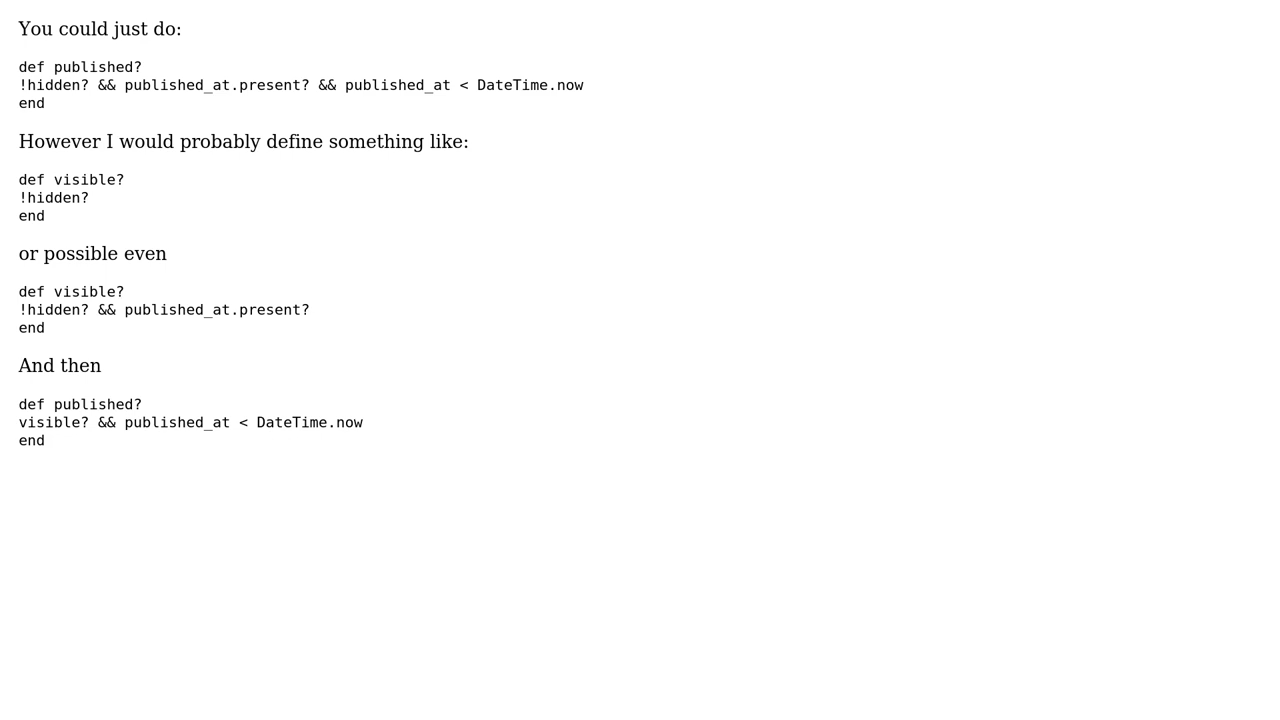 You could just do:
def published?
!hidden? && published_at.present? && published_at < DateTime.now
end
However I would probably define something like:
def visible?
!hidden?
end
or possible even
def visible?
!hidden? && published_at.present?
end
And then
def published?
visible? && published_at < DateTime.now
end